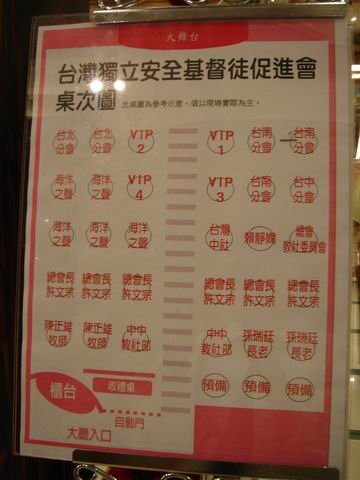 大舞台
台灣獨立安全基督徒促進會
桌次圖 此桌圖為參考示意，須以現場實際為主。
台北分會 台北分會 VIP 2 VIP 1 台南分會 台南分會
海洋之聲 海洋之聲 VIP 4 VIP 3 台南分會 台中分會
海洋之聲 海洋之聲 海洋之聲 台灣中社 賴靜嫻 總會教社委員會
總會長許文宗 總會長許文宗 總會長許文宗 總會長許文宗 總會長許文宗 總會長許文宗
陳正雄牧師 陳正雄牧師 中中教社部 中中教社部 孫瑞廷長老 孫瑞廷長老
櫃台 收禮桌 預備 預備 預備
自動門
大廳入口